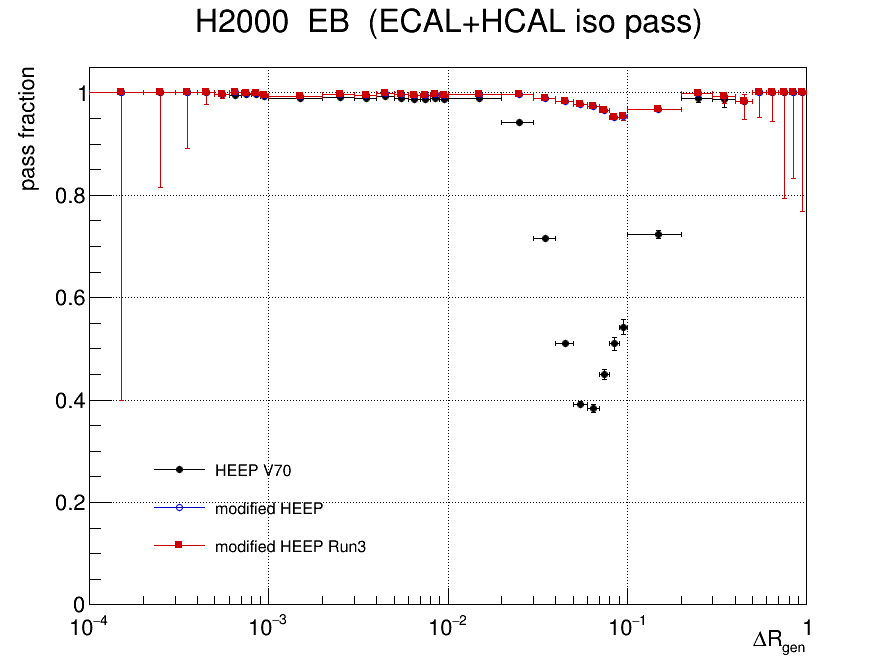 H2000 EB (ECAL+HCAL iso pass)
pass fraction
1
0.8
0.6
0.4
0.2
0
HEEP V70
modified HEEP
modified HEEP Run3
10⁻⁴ 10⁻³ 10⁻² 10⁻¹ 1
ΔR_gen